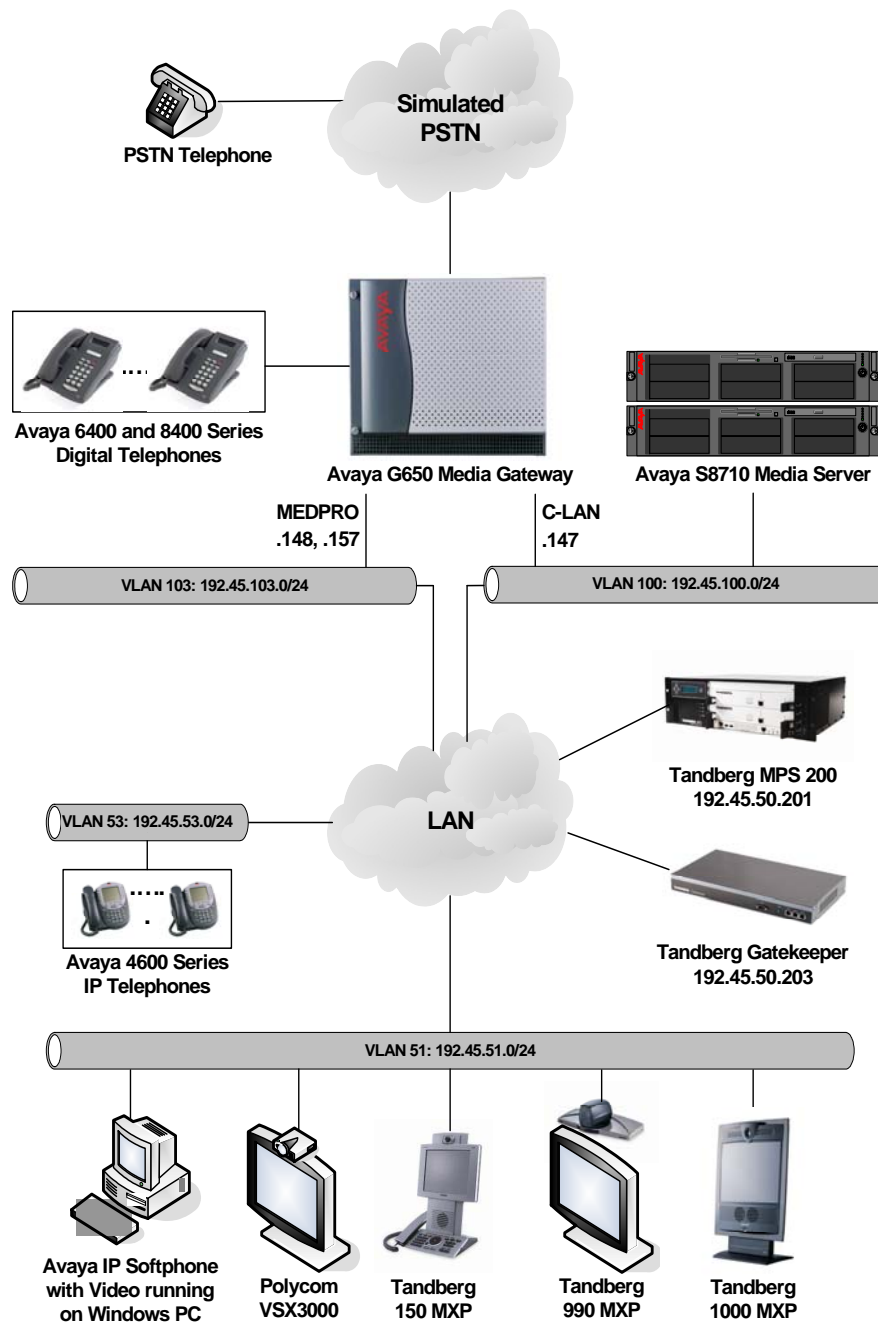 Simulated
PSTN
PSTN Telephone
AVAYA
Avaya 6400 and 8400 Series
Digital Telephones
Avaya G650 Media Gateway
Avaya S8710 Media Server
MEDPRO
.148, .157
C-LAN
.147
VLAN 103: 192.45.103.0/24
VLAN 100: 192.45.100.0/24
Tandberg MPS 200
192.45.50.201
LAN
VLAN 53: 192.45.53.0/24
Avaya 4600 Series
IP Telephones
Tandberg Gatekeeper
192.45.50.203
VLAN 51: 192.45.51.0/24
Avaya IP Softphone
with Video running
on Windows PC
Polycom
VSX3000
Tandberg
150 MXP
Tandberg
990 MXP
Tandberg
1000 MXP